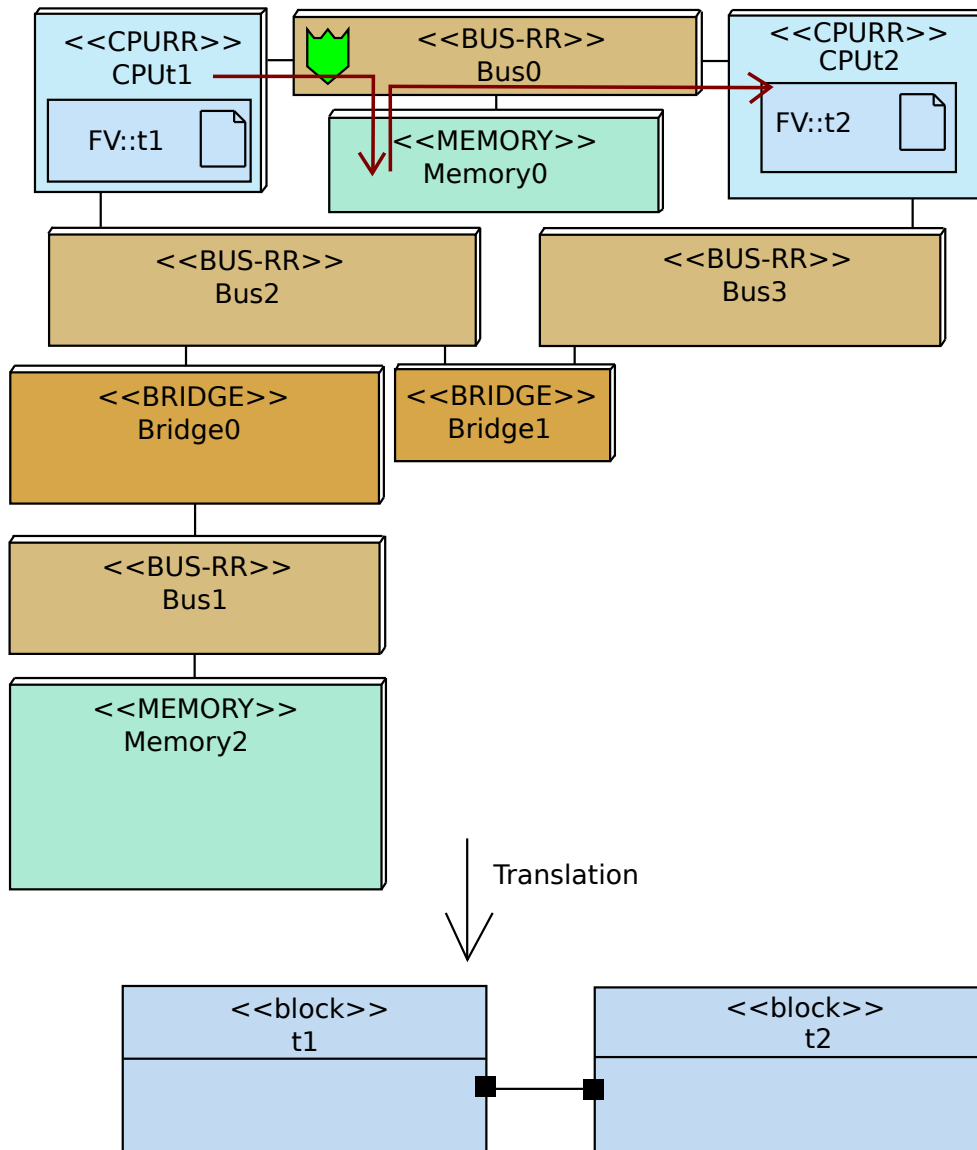 <<CPURR>>
CPUt1
FV::t1
<<BUS-RR>>
Bus0
<<CPURR>>
CPUt2
FV::t2
<<MEMORY>>
Memory0
<<BUS-RR>>
Bus2
<<BUS-RR>>
Bus3
<<BRIDGE>>
Bridge0
<<BRIDGE>>
Bridge1
<<BUS-RR>>
Bus1
<<MEMORY>>
Memory2
Translation
<<block>>
t1
<<block>>
t2